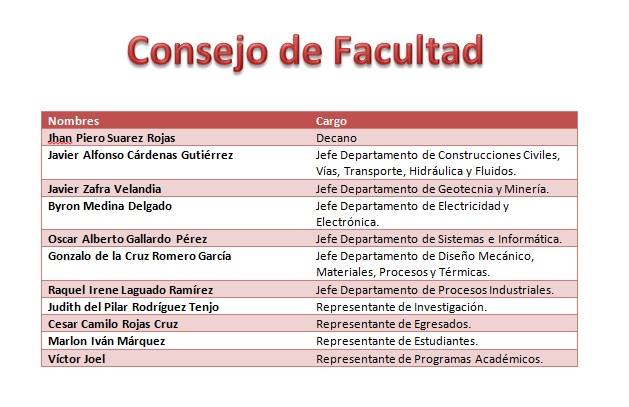 Consejo de Facultad
Nombres Cargo
Jhan Piero Suarez Rojas Decano
Javier Alfonso Cárdenas Gutiérrez Jefe Departamento de Construcciones Civiles,
Vías, Transporte, Hidráulica y Fluidos.
Javier Zafra Velandia Jefe Departamento de Geotecnia y Minería.
Byron Medina Delgado Jefe Departamento de Electricidad y
Electrónica.
Oscar Alberto Gallardo Pérez Jefe Departamento de Sistemas e Informática.
Gonzalo de la Cruz Romero García Jefe Departamento de Diseño Mecánico,
Materiales, Procesos y Térmicas.
Raquel Irene Laguado Ramírez Jefe Departamento de Procesos Industriales.
Judith del Pilar Rodríguez Tenjo Representante de Investigación.
Cesar Camilo Rojas Cruz Representante de Egresados.
Marlon Iván Márquez Representante de Estudiantes.
Víctor Joel Representante de Programas Académicos.